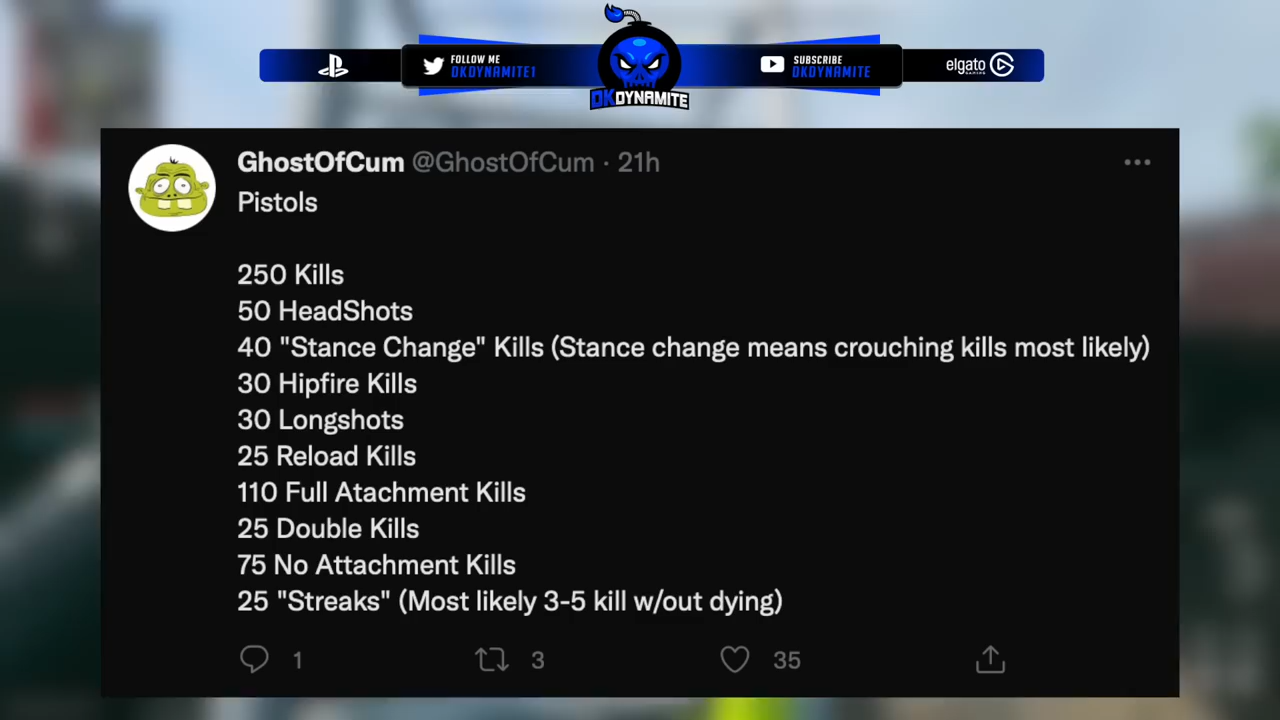 FOLLOW ME
DKDYNAMITE1
DKDYNAMITE
SUBSCRIBE
DKDYNAMITE
elgato
GAMING
GhostOfCum @GhostOfCum · 21h
Pistols
250 Kills
50 HeadShots
40 "Stance Change" Kills (Stance change means crouching kills most likely)
30 Hipfire Kills
30 Longshots
25 Reload Kills
110 Full Atachment Kills
25 Double Kills
75 No Attachment Kills
25 "Streaks" (Most likely 3-5 kill w/out dying)
1
3
35